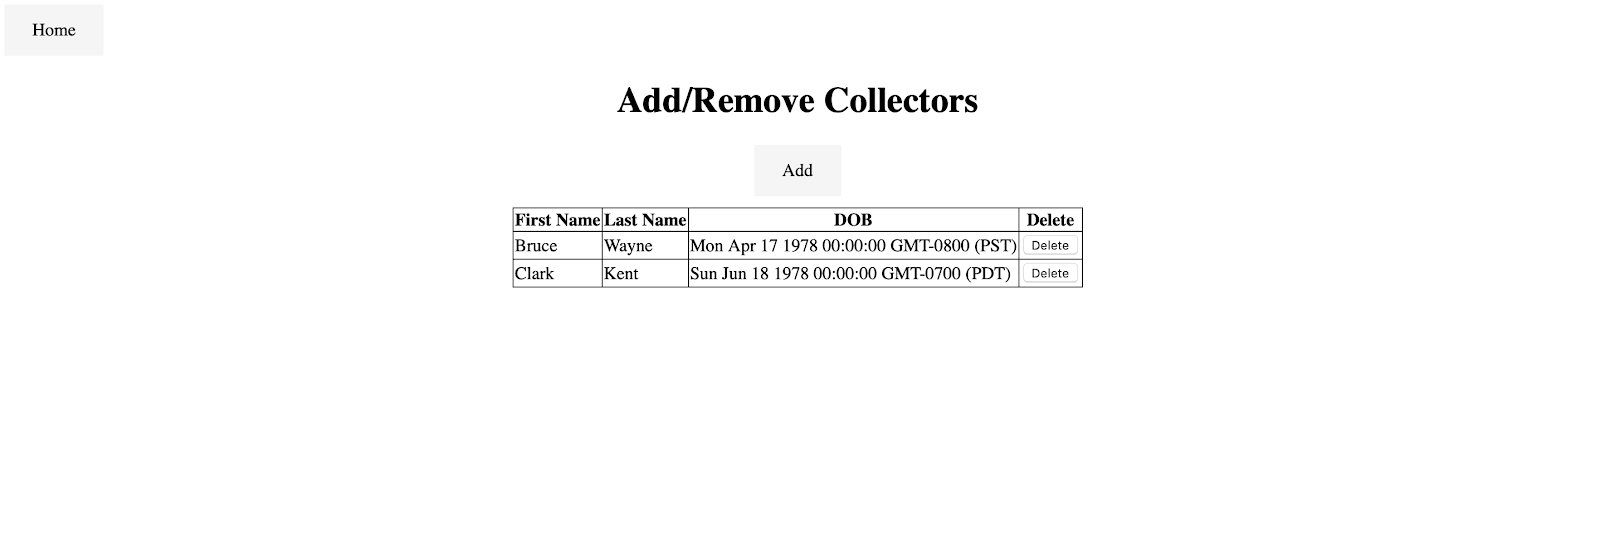 Home
Add/Remove Collectors
Add
First Name Last Name DOB Delete
Bruce Wayne Mon Apr 17 1978 00:00:00 GMT-0800 (PST) Delete
Clark Kent Sun Jun 18 1978 00:00:00 GMT-0700 (PDT) Delete